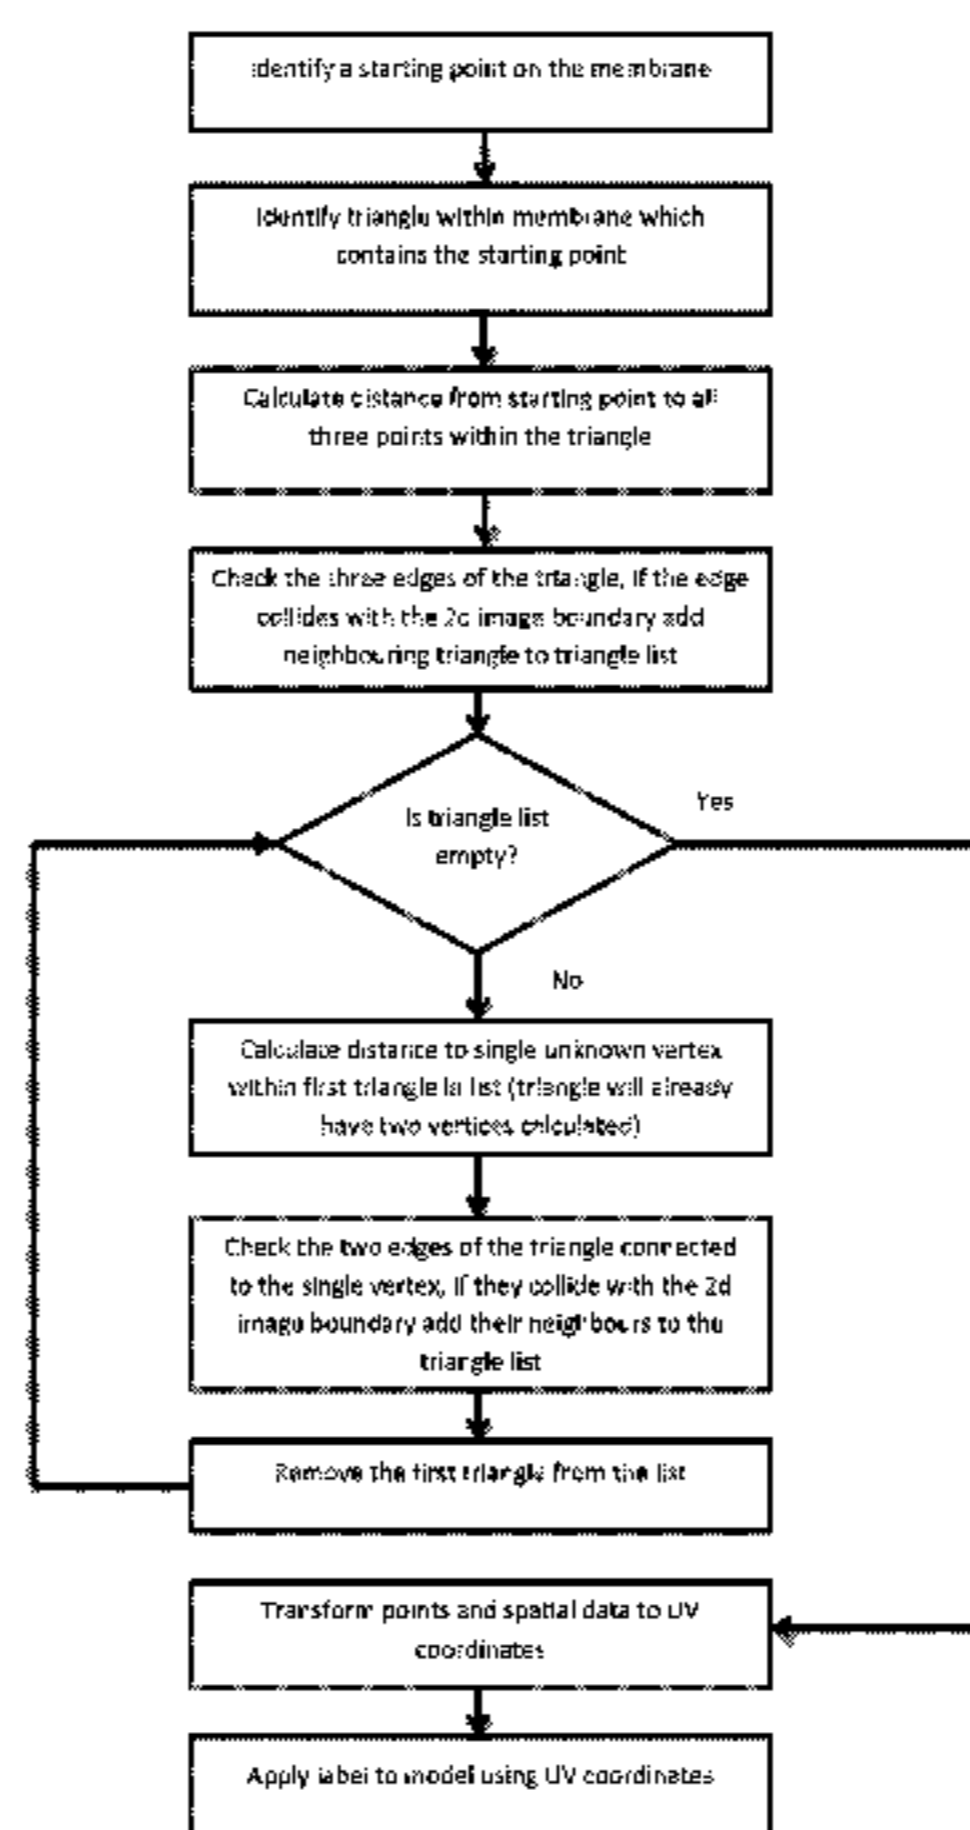 Identify a starting point on the membrane
Identify triangle within membrane which
contains the starting point
Calculate distance from starting point to all
three points within the triangle
Check the three edges of the triangle, if the edge
collides with the 2d image boundary add
neighbouring triangle to triangle list
Is triangle list
empty?
Yes
No
Calculate distance to single unknown vertex
within first triangle in list (triangle will already
have two vertices calculated)
Check the two edges of the triangle connected
to the single vertex, if they collide with the 2d
image boundary add their neighbours to the
triangle list
Remove the first triangle from the list
Transform points and spatial data to UV
coordinates
Apply label to model using UV coordinates